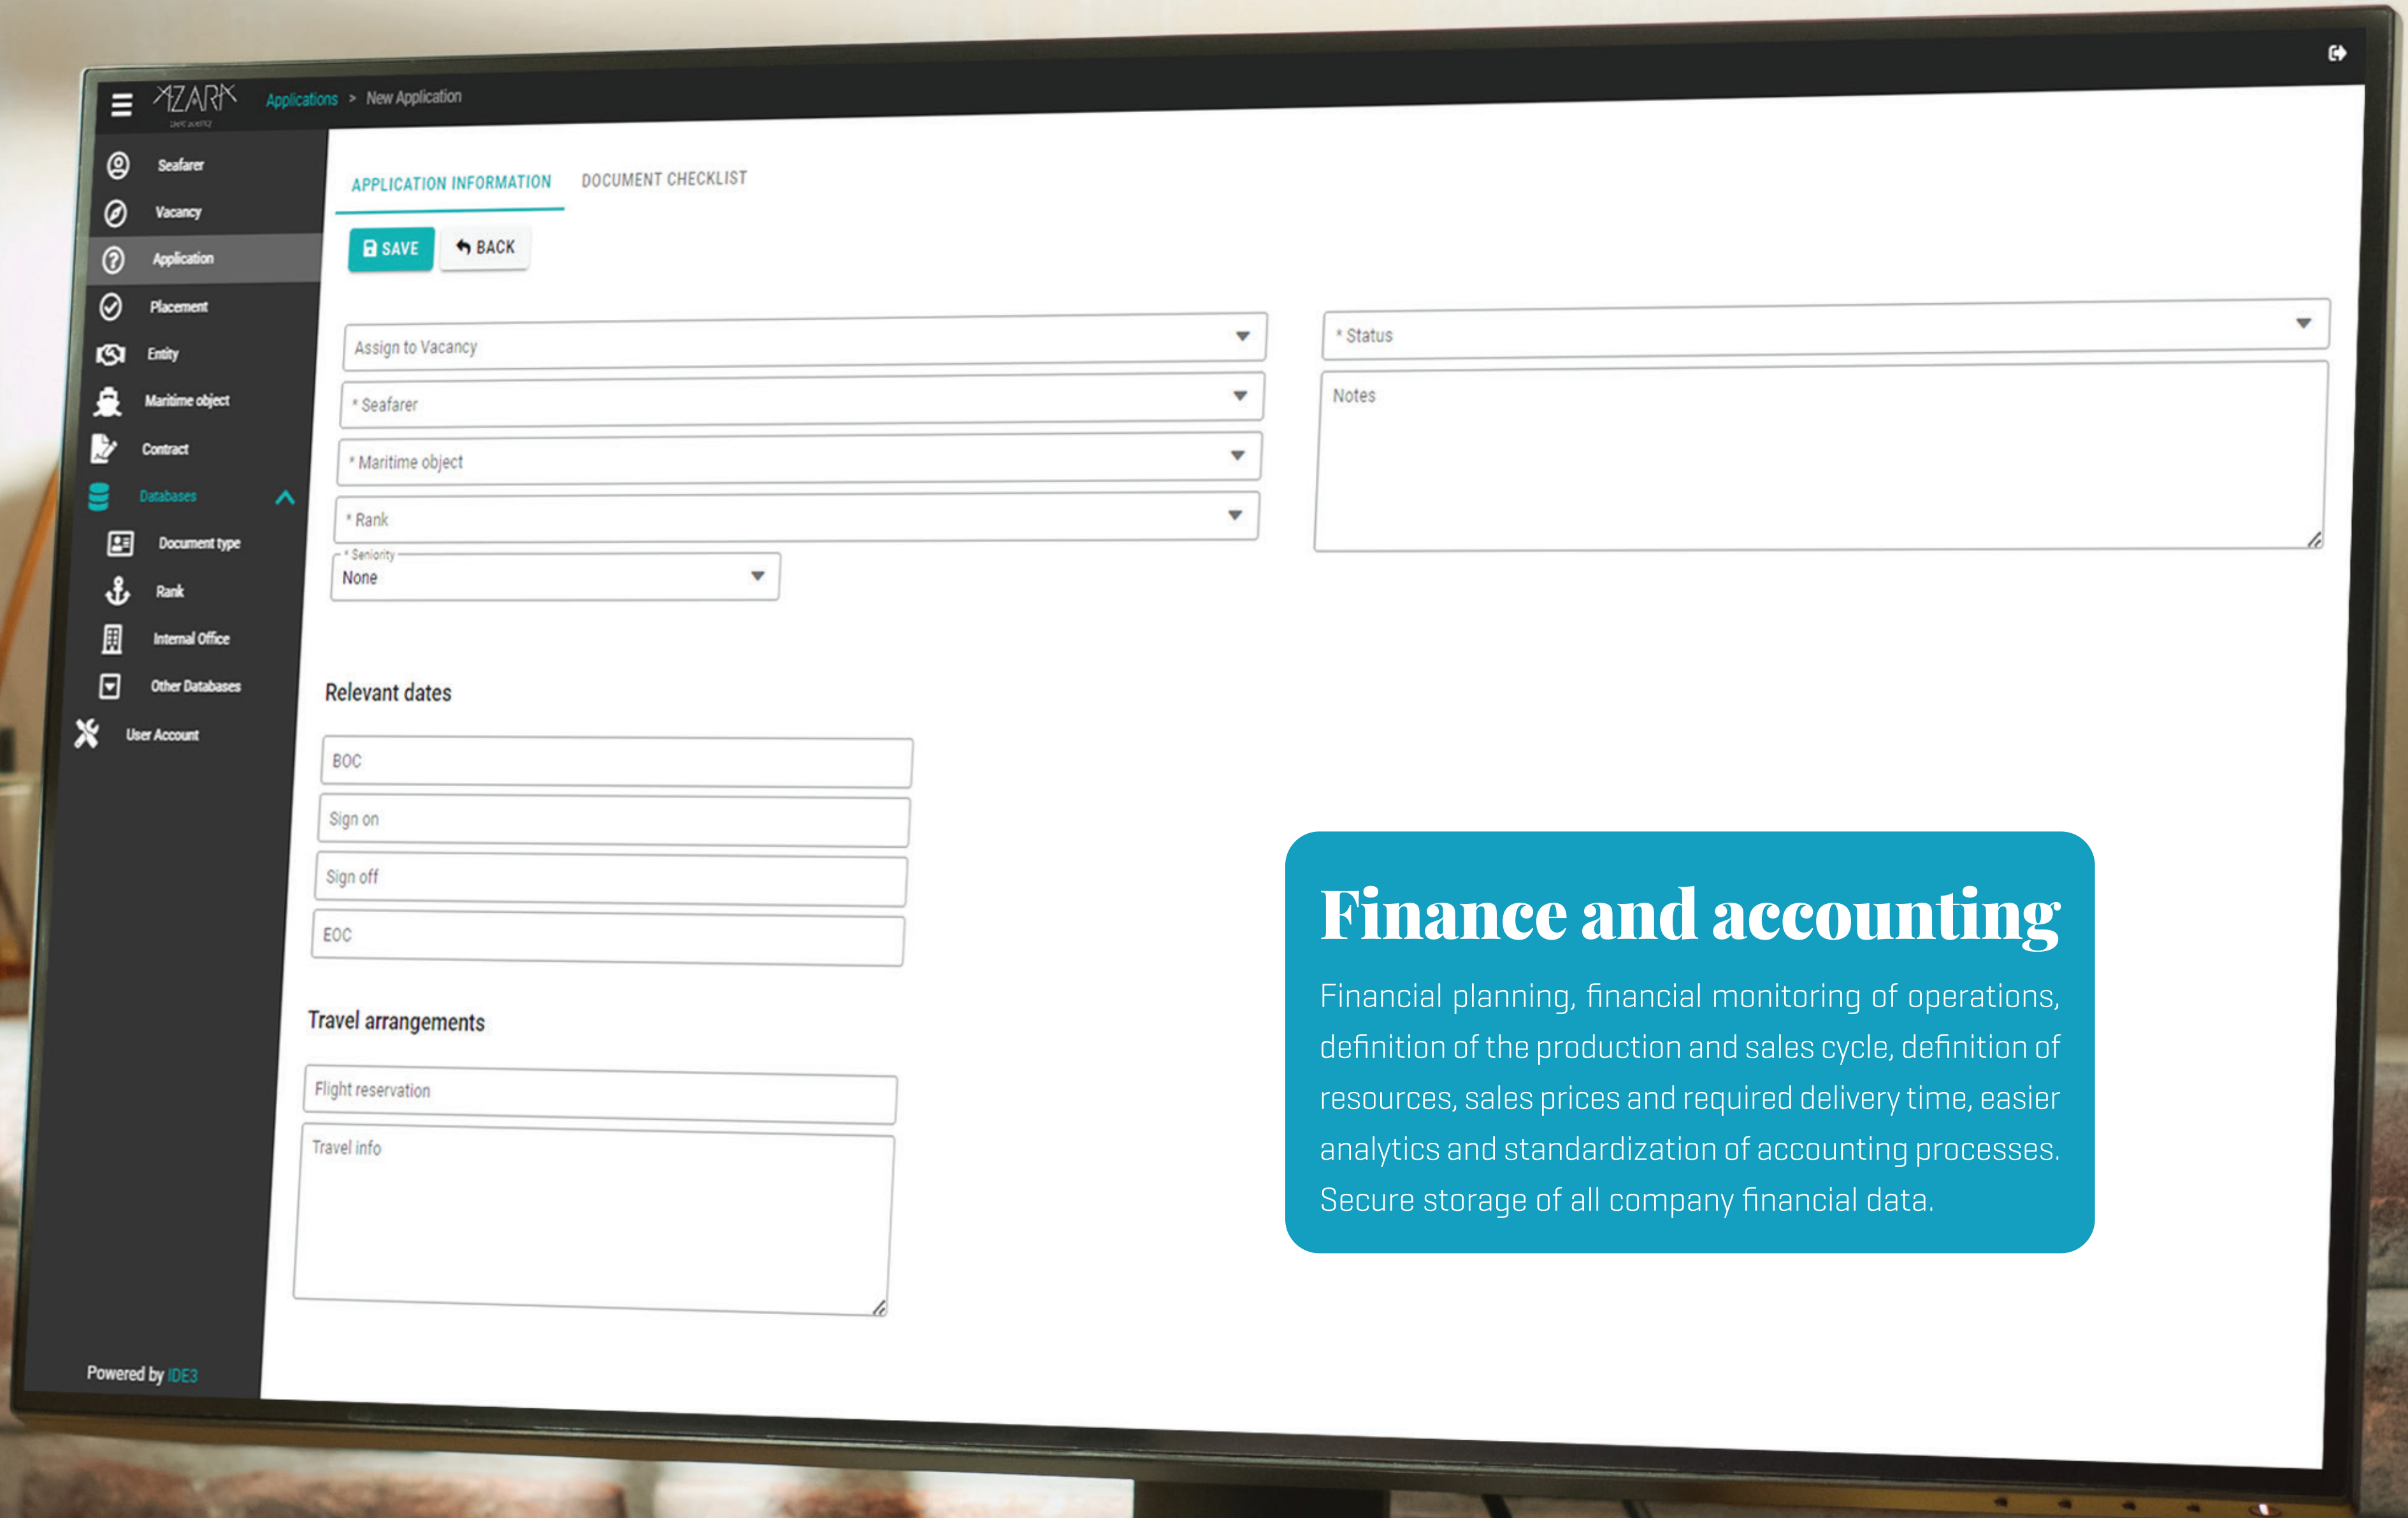 AZARA
Applications > New Application
Seafarer
Vacancy
Application
Placement
Entity
Maritime object
Contract
Databases
Document type
Rank
Internal Office
Other Databases
User Account
Powered by IDE3
APPLICATION INFORMATION DOCUMENT CHECKLIST
SAVE BACK
Assign to Vacancy
* Seafarer
* Maritime object
* Rank
* Seniority
None
* Status
Notes
Relevant dates
BOC
Sign on
Sign off
EOC
Travel arrangements
Flight reservation
Travel info
Finance and accounting
Financial planning, financial monitoring of operations,
definition of the production and sales cycle, definition of
resources, sales prices and required delivery time, easier
analytics and standardization of accounting processes.
Secure storage of all company financial data.